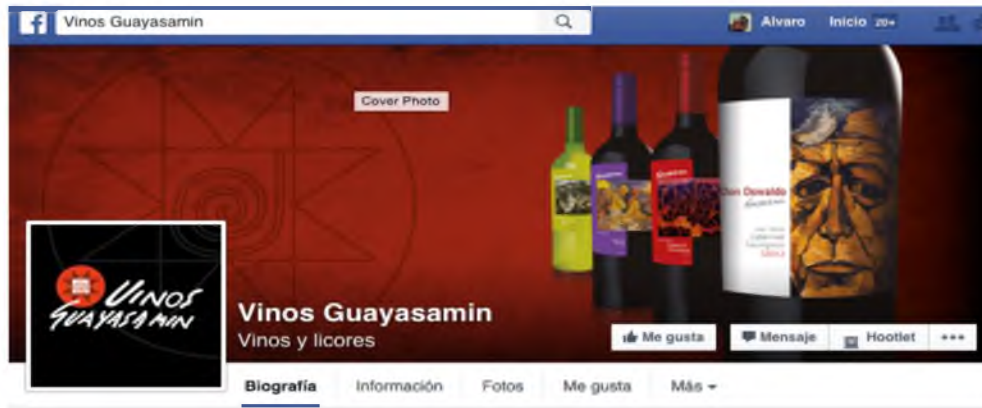 Vinos Guayasamin
Alvaro
Inicio 20+
Cover Photo
Don Oswaldo
VINOS
GUAYASAMIN
Vinos Guayasamin
Vinos y licores
Me gusta
Mensaje
Hootlet
Biografía
Información
Fotos
Me gusta
Más